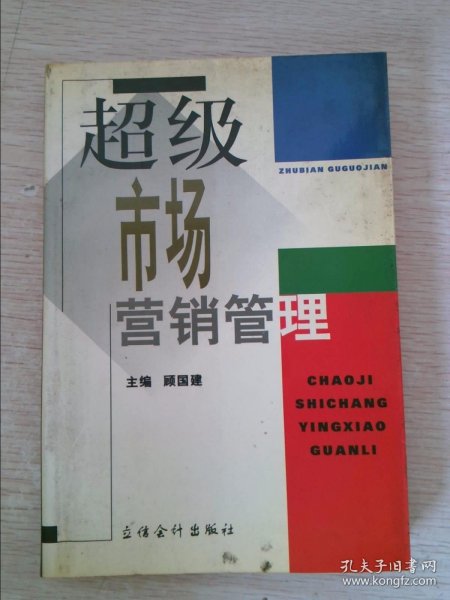 超级
ZHUBIAN GUGUOJIAN
市场
营销管理
主编 顾国建
CHAOJI
SHICHANG
YINGXIAO
GUANLI
立信会计出版社
孔夫子旧书网
www.kongfz.com